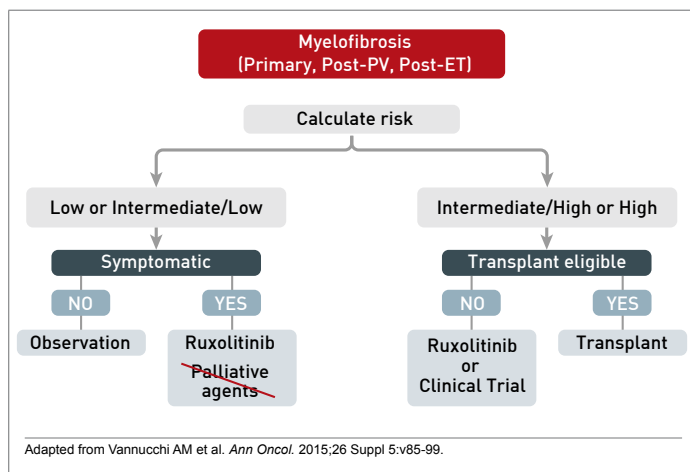 Myelofibrosis
(Primary, Post-PV, Post-ET)
Calculate risk
Low or Intermediate/Low
Intermediate/High or High
Symptomatic
Transplant eligible
NO
YES
NO
YES
Observation
Ruxolitinib
Palliative
agents
Ruxolitinib
or
Clinical Trial
Transplant
Adapted from Vannucchi AM et al. Ann Oncol. 2015;26 Suppl 5:v85-99.